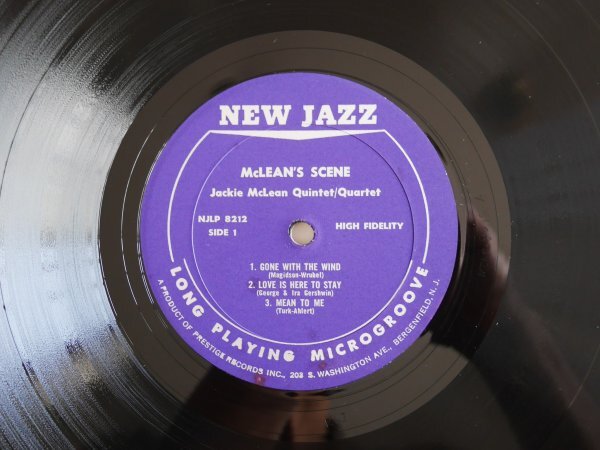 NEW JAZZ
McLEAN'S SCENE
Jackie McLean Quintet/Quartet
NJLP 8212
SIDE 1
HIGH FIDELITY
1. GONE WITH THE WIND
(Magidson-Wrubel)
2. LOVE IS HERE TO STAY
(George & Ira Gershwin)
3. MEAN TO ME
(Turk-Ahlert)
LONG PLAYING MICROGROOVE
A PRODUCT OF PRESTIGE RECORDS INC., 203 S. WASHINGTON AVE., BERGENFIELD, N. J.